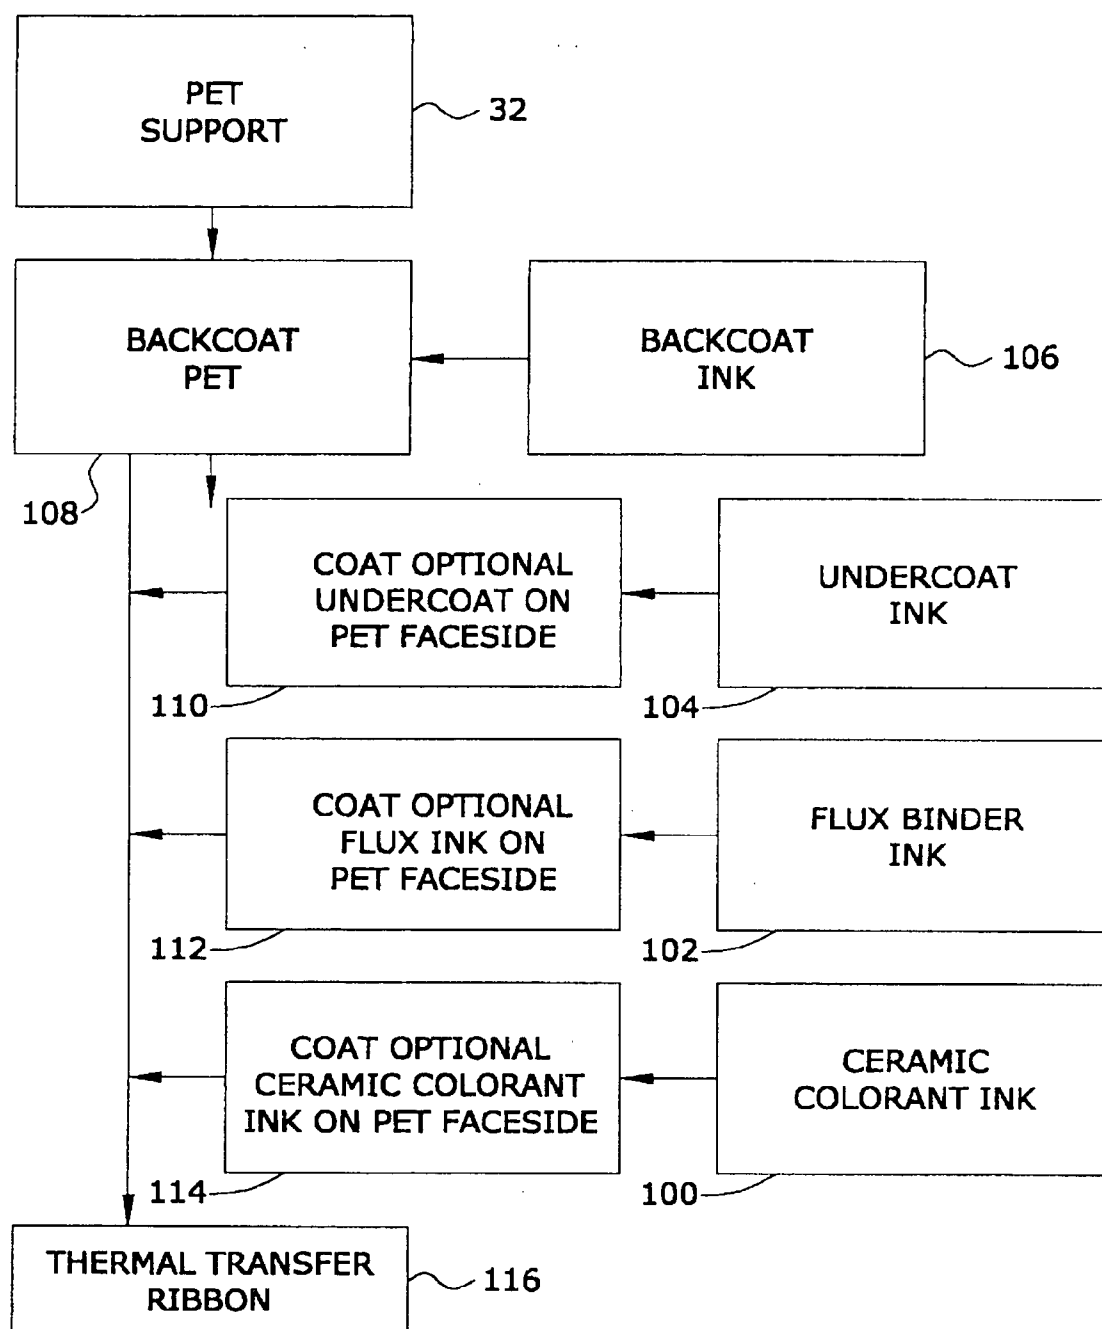 PET
SUPPORT
32
BACKCOAT
PET
BACKCOAT
INK
106
108
COAT OPTIONAL
UNDERCOAT ON
PET FACESIDE
UNDERCOAT
INK
110
104
COAT OPTIONAL
FLUX INK ON
PET FACESIDE
FLUX BINDER
INK
112
102
COAT OPTIONAL
CERAMIC COLORANT
INK ON PET FACESIDE
CERAMIC
COLORANT INK
114
100
THERMAL TRANSFER
RIBBON
116